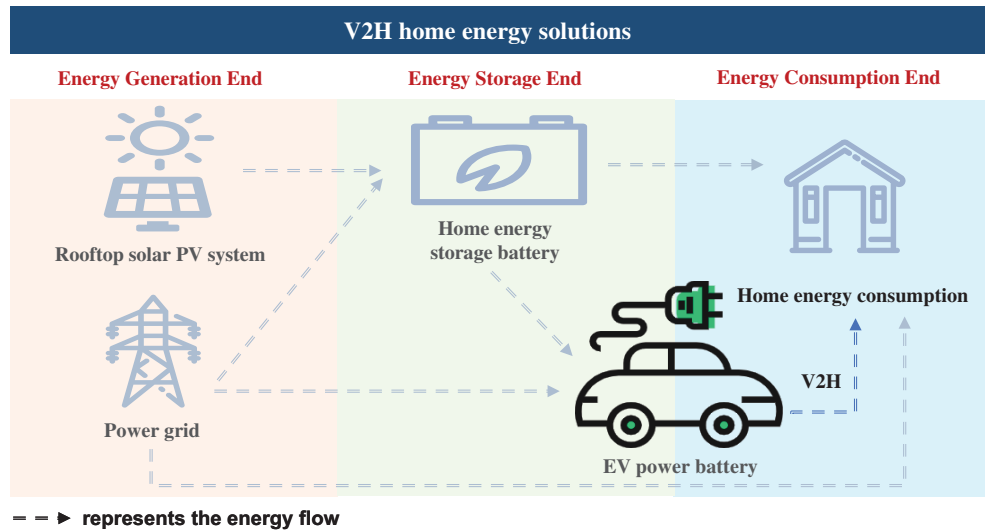 V2H home energy solutions
Energy Generation End
Energy Storage End
Energy Consumption End
Rooftop solar PV system
Home energy
storage battery
Home energy consumption
V2H
Power grid
EV power battery
represents the energy flow